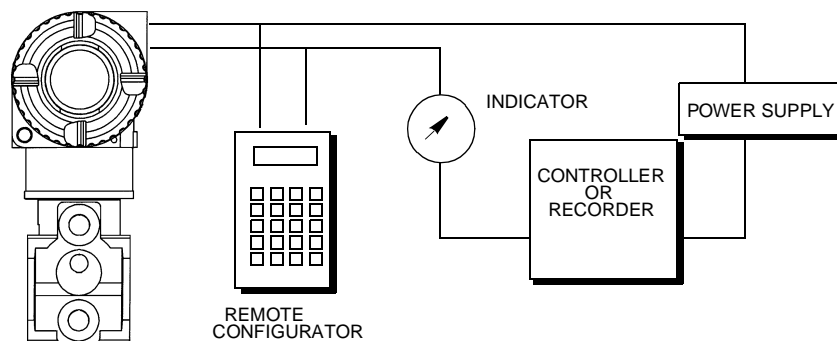 INDICATOR
POWER SUPPLY
CONTROLLER
OR
RECORDER
REMOTE
CONFIGURATOR